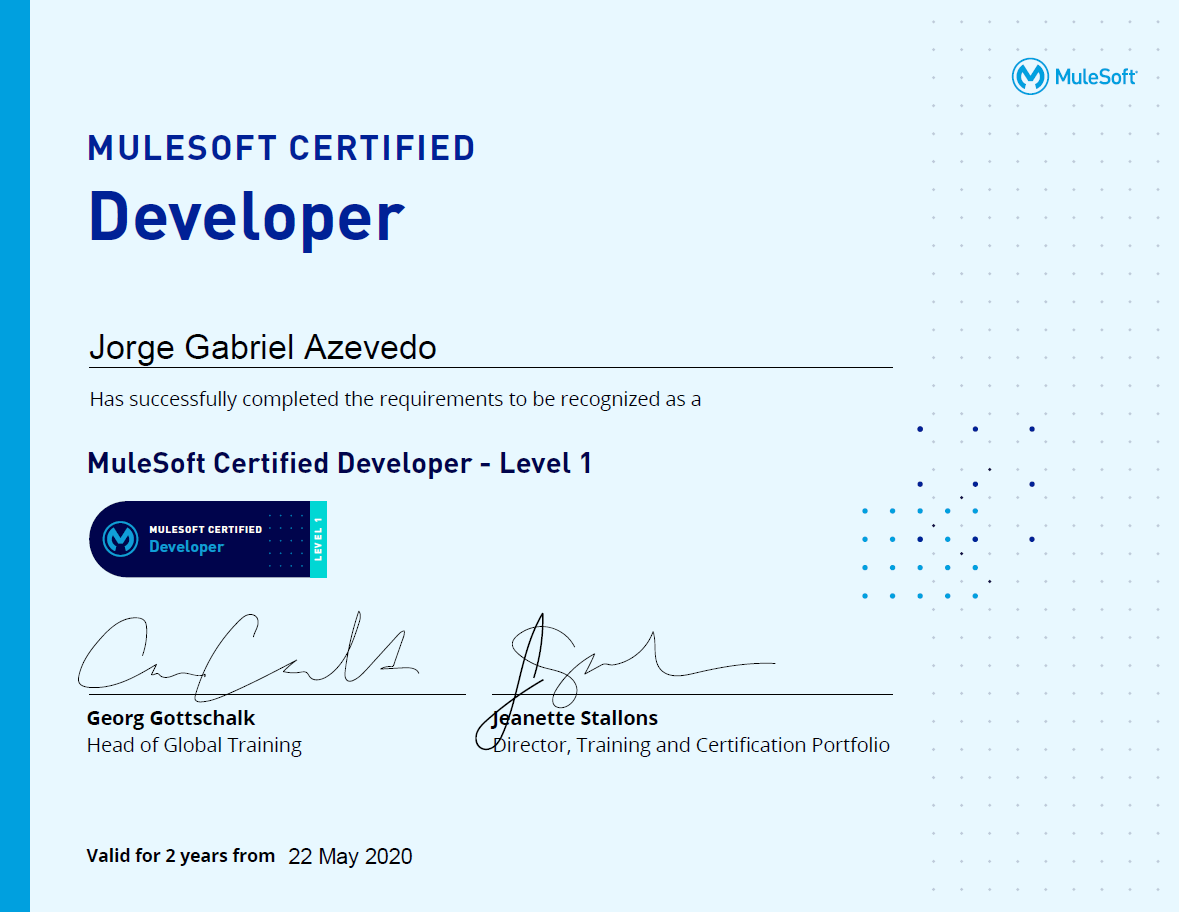 MuleSoft
MULESOFT CERTIFIED
Developer
Jorge Gabriel Azevedo
Has successfully completed the requirements to be recognized as a
MuleSoft Certified Developer - Level 1
MULESOFT CERTIFIED
Developer
LEVEL 1
Georg Gottschalk
Head of Global Training
Jeanette Stallons
Director, Training and Certification Portfolio
Valid for 2 years from 22 May 2020